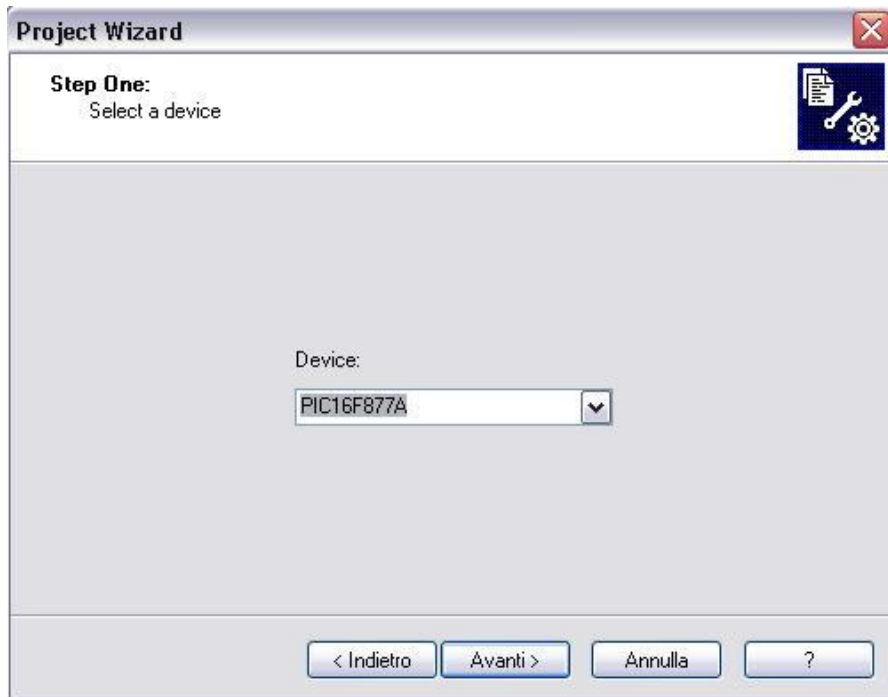 Project Wizard
Step One:
Select a device
Device:
PIC16F877A
< Indietro Avanti > Annulla ?